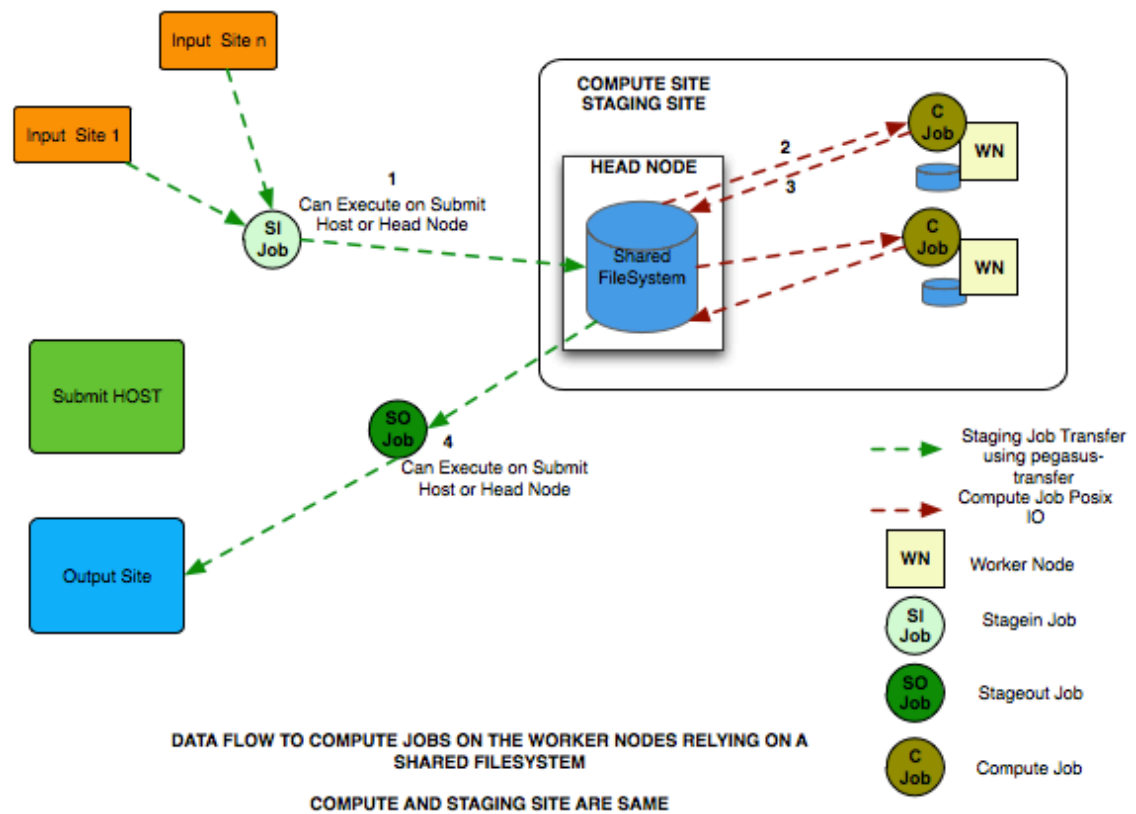 Input Site n
Input Site 1
COMPUTE SITE
STAGING SITE
HEAD NODE
Shared
FileSystem
C
Job
WN
2
3
C
Job
WN
1
Can Execute on Submit
Host or Head Node
SI
Job
Submit HOST
SO
Job
4
Can Execute on Submit
Host or Head Node
Output Site
Staging Job Transfer
using pegasus-
transfer
Compute Job Posix
IO
WN
Worker Node
SI
Job
Stagein Job
SO
Job
Stageout Job
C
Job
Compute Job
DATA FLOW TO COMPUTE JOBS ON THE WORKER NODES RELYING ON A
SHARED FILESYSTEM
COMPUTE AND STAGING SITE ARE SAME